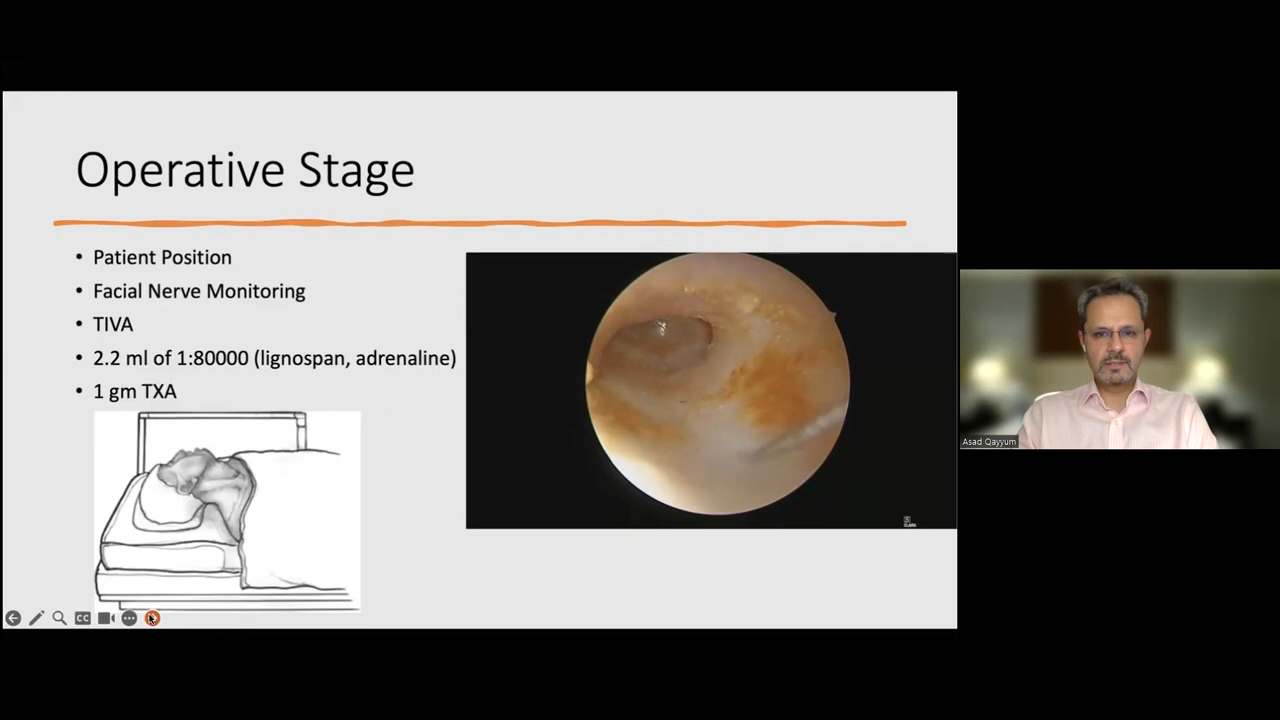 Operative Stage
• Patient Position
• Facial Nerve Monitoring
• TIVA
• 2.2 ml of 1:80000 (lignospan, adrenaline)
• 1 gm TXA
Asad Qayyum
CC